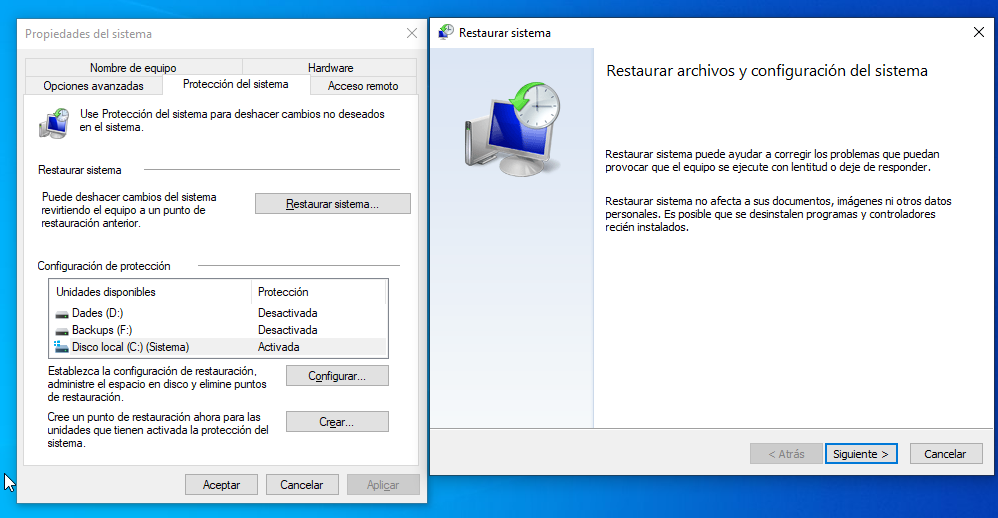 Propiedades del sistema
Nombre de equipo
Hardware
Opciones avanzadas
Protección del sistema
Acceso remoto
Use Protección del sistema para deshacer cambios no deseados
en el sistema.
Restaurar sistema
Puede deshacer cambios del sistema
revirtiendo el equipo a un punto de
restauración anterior.
Restaurar sistema...
Configuración de protección
Unidades disponibles
Protección
Dades (D:)
Desactivada
Backups (F:)
Desactivada
Disco local (C:) (Sistema)
Activada
Establezca la configuración de restauración,
administre el espacio en disco y elimine puntos
de restauración.
Configurar...
Cree un punto de restauración ahora para las
unidades que tienen activada la protección del
sistema.
Crear...
Aceptar
Cancelar
Aplicar
Restaurar sistema
Restaurar archivos y configuración del sistema
Restaurar sistema puede ayudar a corregir los problemas que puedan
provocar que el equipo se ejecute con lentitud o deje de responder.
Restaurar sistema no afecta a sus documentos, imágenes ni otros datos
personales. Es posible que se desinstalen programas y controladores
recién instalados.
< Atrás
Siguiente >
Cancelar